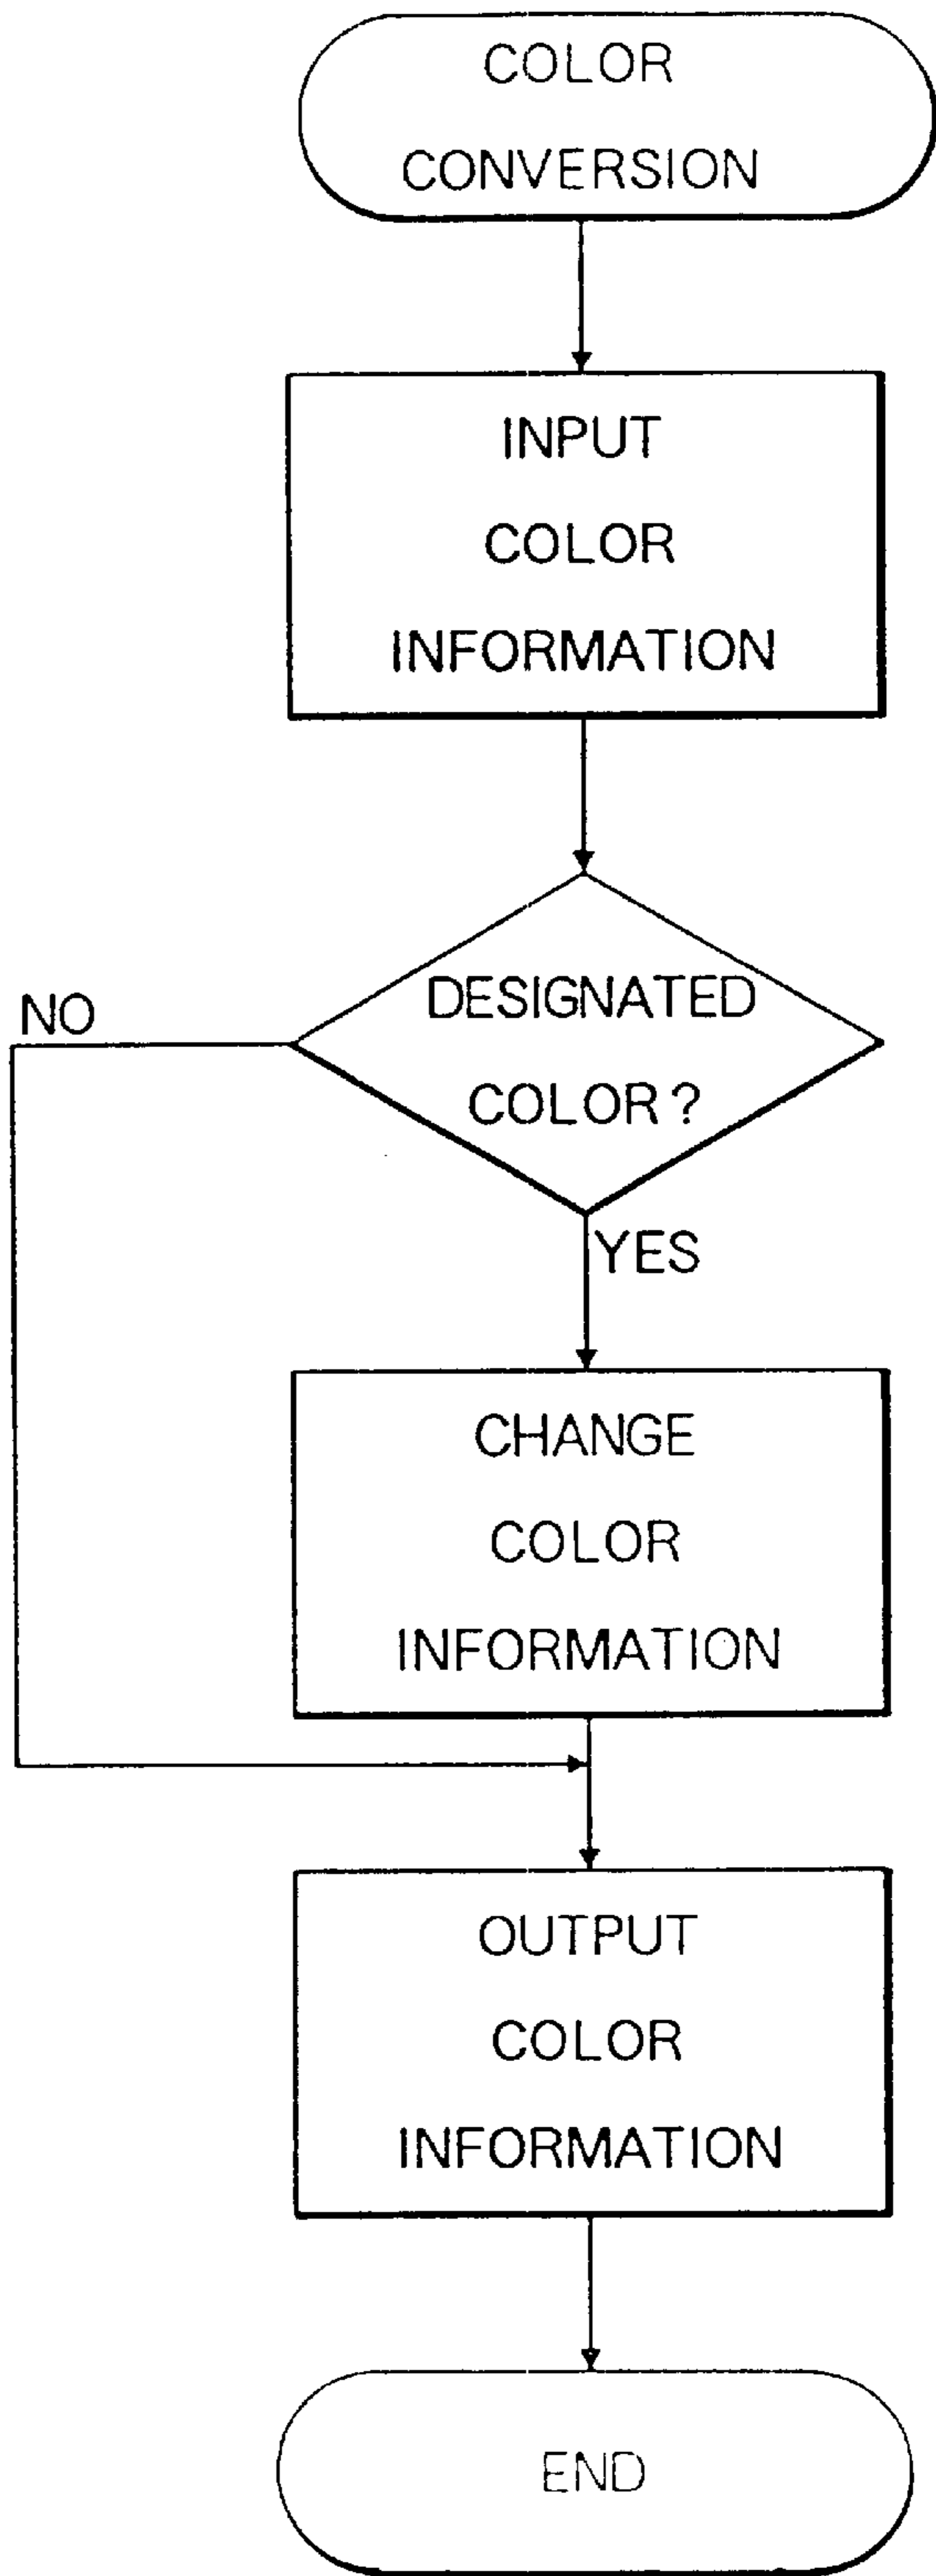 COLOR
CONVERSION
INPUT
COLOR
INFORMATION
DESIGNATED
COLOR?
NO
YES
CHANGE
COLOR
INFORMATION
OUTPUT
COLOR
INFORMATION
END